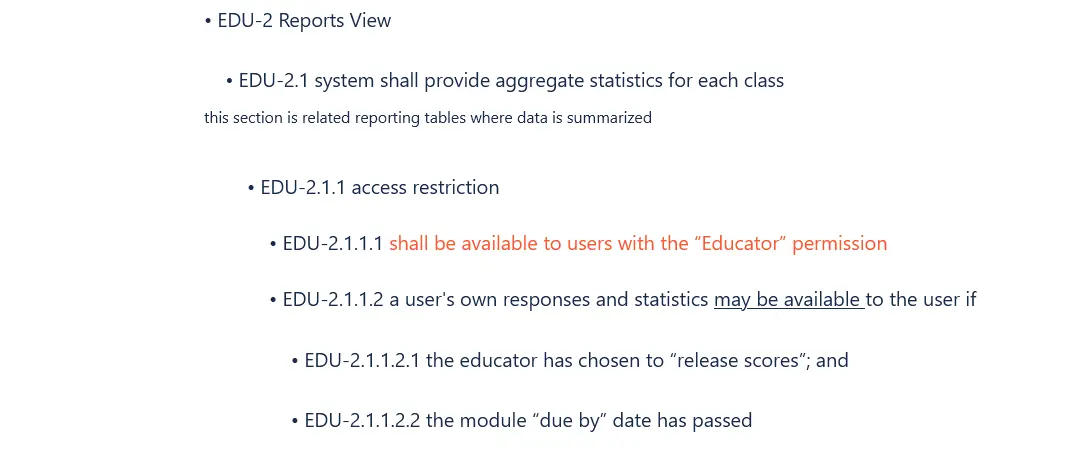 • EDU-2 Reports View
• EDU-2.1 system shall provide aggregate statistics for each class
this section is related reporting tables where data is summarized
• EDU-2.1.1 access restriction
• EDU-2.1.1.1 shall be available to users with the “Educator” permission
• EDU-2.1.1.2 a user's own responses and statistics may be available to the user if
• EDU-2.1.1.2.1 the educator has chosen to “release scores”; and
• EDU-2.1.1.2.2 the module “due by” date has passed